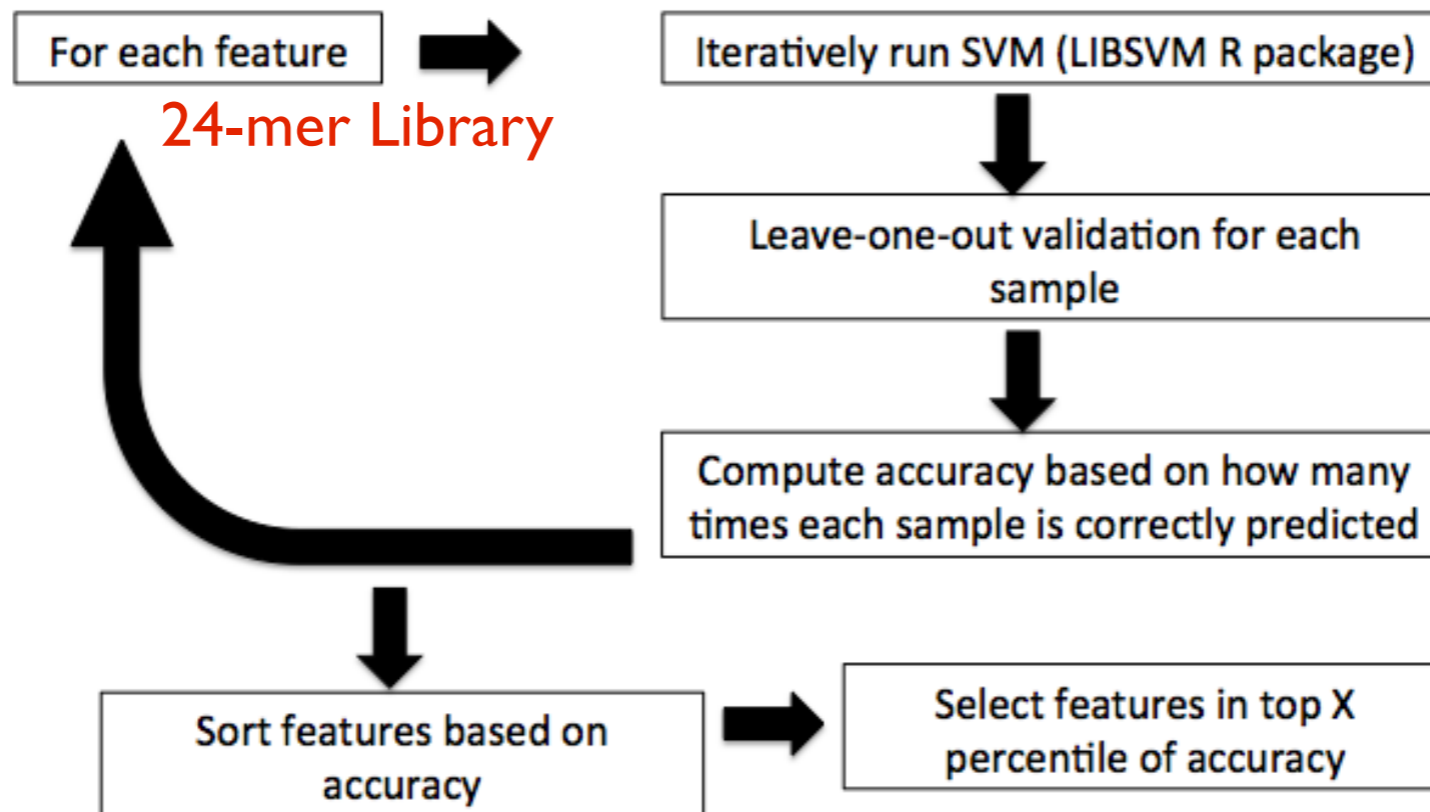 For each feature
24-mer Library
Iteratively run SVM (LIBSVM R package)
Leave-one-out validation for each
sample
Compute accuracy based on how many
times each sample is correctly predicted
Sort features based on
accuracy
Select features in top X
percentile of accuracy